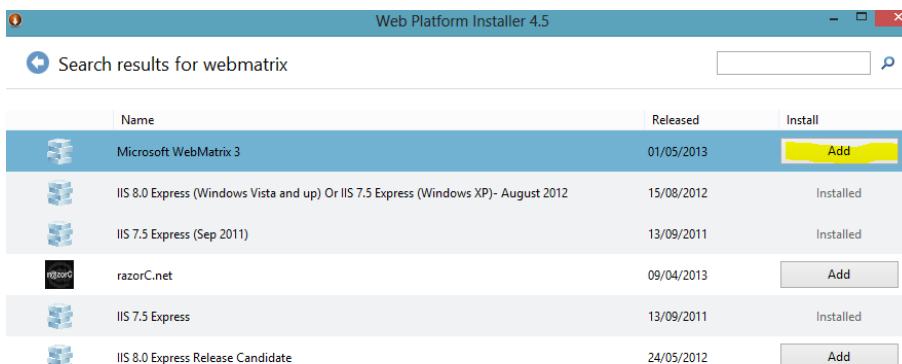 Web Platform Installer 4.5
Search results for webmatrix
Name Released Install
Microsoft WebMatrix 3 01/05/2013 Add
IIS 8.0 Express (Windows Vista and up) Or IIS 7.5 Express (Windows XP)- August 2012 15/08/2012 Installed
IIS 7.5 Express (Sep 2011) 13/09/2011 Installed
razorC
razorC.net 09/04/2013 Add
IIS 7.5 Express 13/09/2011 Installed
IIS 8.0 Express Release Candidate 24/05/2012 Add